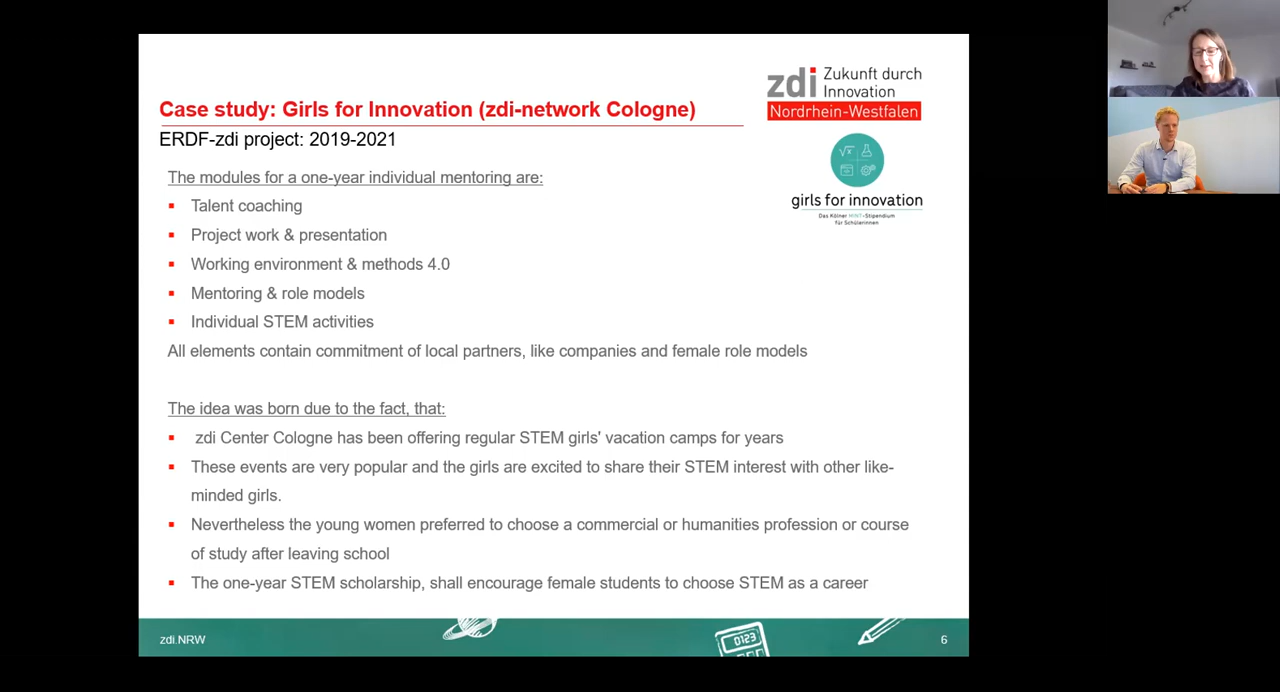 Case study: Girls for Innovation (zdi-network Cologne)
ERDF-zdi project: 2019-2021
zdi Zukunft durch
Innovation
Nordrhein-Westfalen
girls for innovation
Das Kölner MINT-Stipendium
für Schülerinnen
The modules for a one-year individual mentoring are:
▪ Talent coaching
▪ Project work & presentation
▪ Working environment & methods 4.0
▪ Mentoring & role models
▪ Individual STEM activities
All elements contain commitment of local partners, like companies and female role models
The idea was born due to the fact, that:
▪ zdi Center Cologne has been offering regular STEM girls' vacation camps for years
▪ These events are very popular and the girls are excited to share their STEM interest with other like-
minded girls.
▪ Nevertheless the young women preferred to choose a commercial or humanities profession or course
of study after leaving school
▪ The one-year STEM scholarship, shall encourage female students to choose STEM as a career
zdi.NRW
0123
6